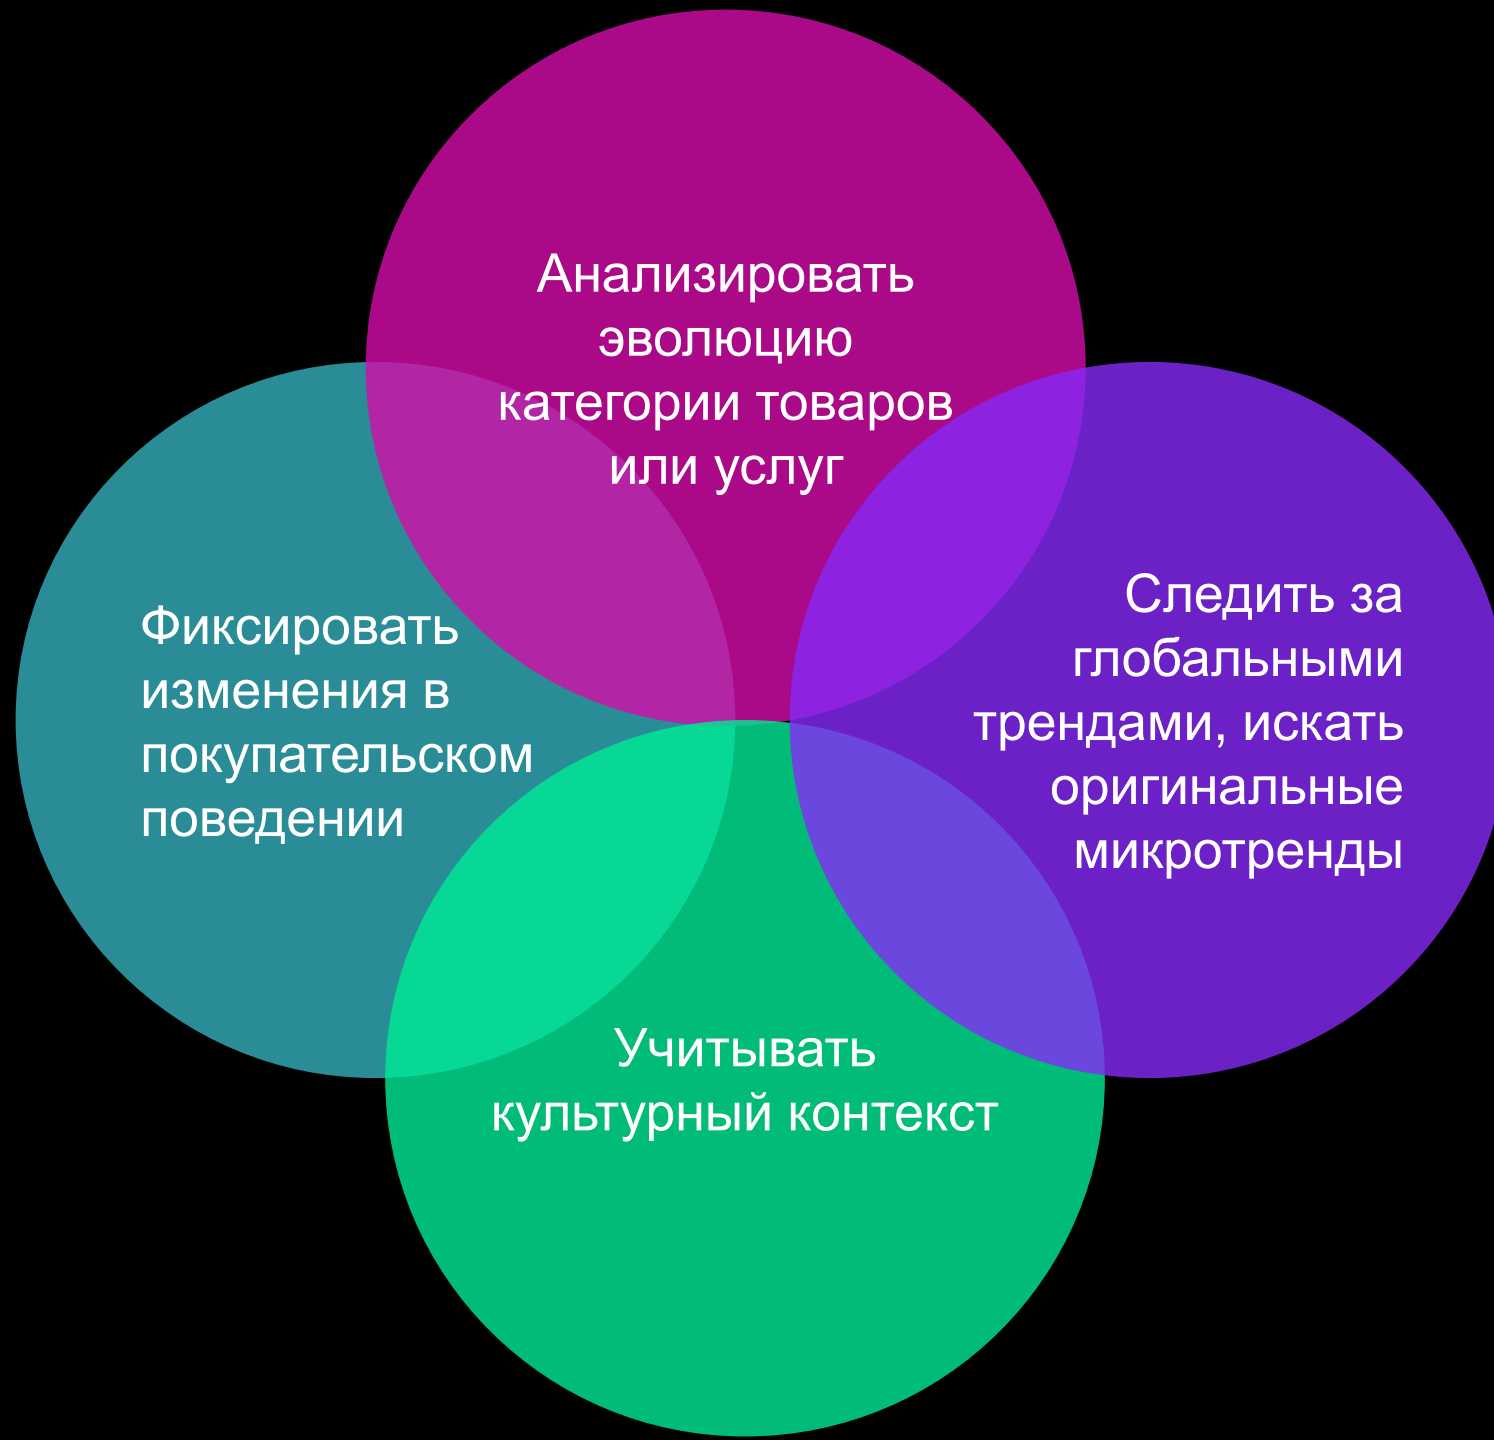 Анализировать
эволюцию
категории товаров
или услуг
Фиксировать
изменения в
покупательском
поведении
Следить за
глобальными
трендами, искать
оригинальные
микротренды
Учитывать
культурный контекст